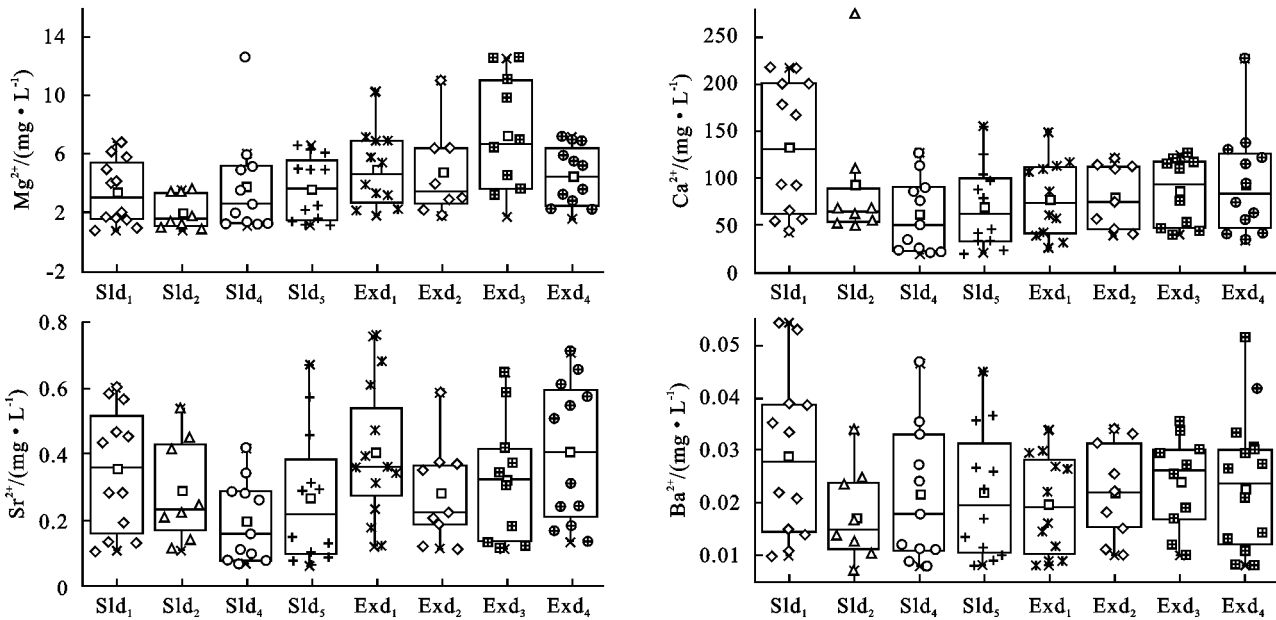 Mg²⁺/(mg • L⁻¹)
14
10
6
2
-2
Sld₁ Sld₂ Sld₄ Sld₅ Exd₁ Exd₂ Exd₃ Exd₄
Ca²⁺/(mg • L⁻¹)
250
200
150
100
50
0
Sld₁ Sld₂ Sld₄ Sld₅ Exd₁ Exd₂ Exd₃ Exd₄
Sr²⁺/(mg • L⁻¹)
0.8
0.6
0.4
0.2
0
Sld₁ Sld₂ Sld₄ Sld₅ Exd₁ Exd₂ Exd₃ Exd₄
Ba²⁺/(mg • L⁻¹)
0.05
0.04
0.03
0.02
0.01
Sld₁ Sld₂ Sld₄ Sld₅ Exd₁ Exd₂ Exd₃ Exd₄